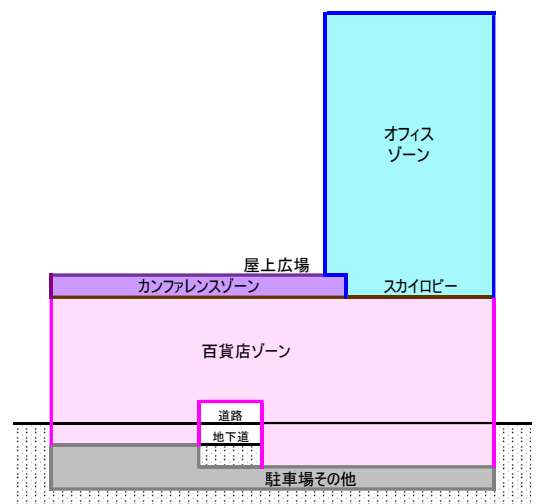 オフィス
ゾーン
屋上広場
カンファレンスゾーン
スカイロビー
百貨店ゾーン
道路
地下道
駐車場その他